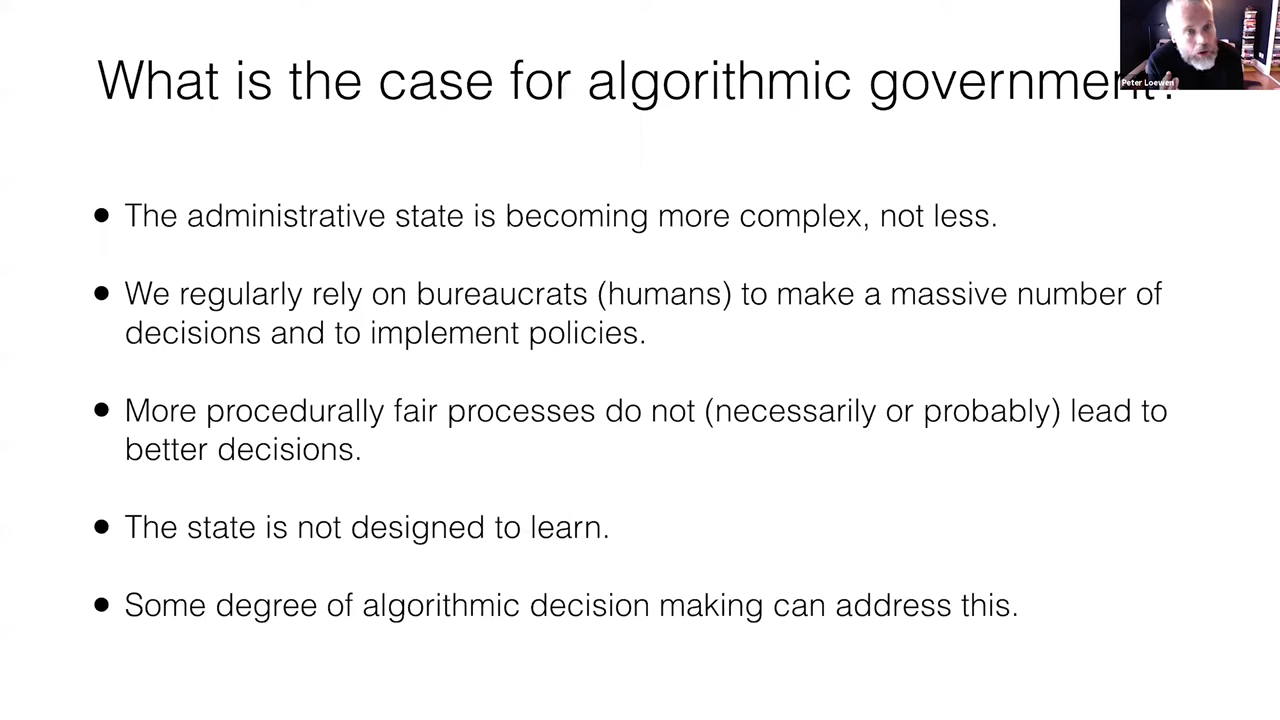 What is the case for algorithmic government?
Peter Loewen
• The administrative state is becoming more complex, not less.
• We regularly rely on bureaucrats (humans) to make a massive number of
decisions and to implement policies.
• More procedurally fair processes do not (necessarily or probably) lead to
better decisions.
• The state is not designed to learn.
• Some degree of algorithmic decision making can address this.